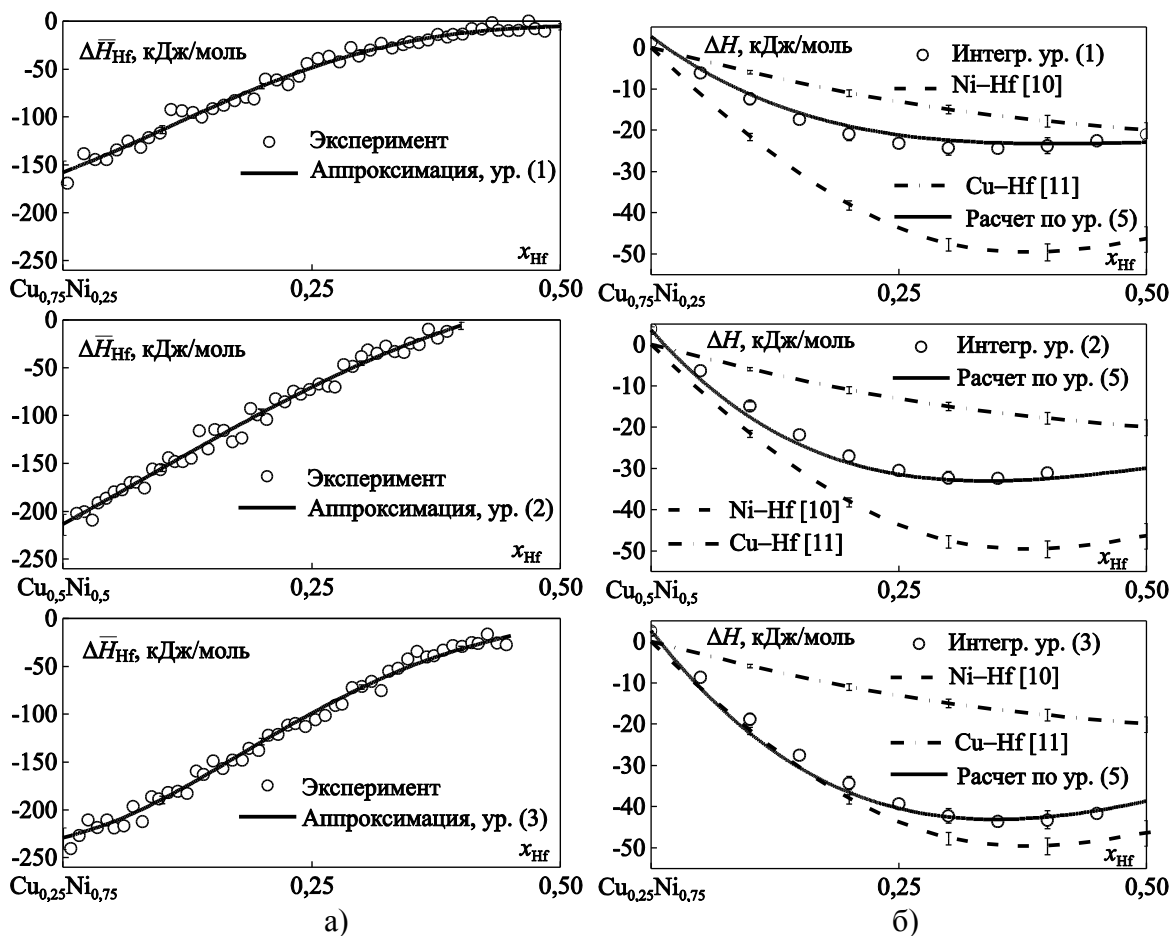 0
-50
-100
-150
-200
-250
ΔH̅Hf, кДж/моль
Эксперимент
Аппроксимация, ур. (1)
xHf
Cu0,75Ni0,25
0,25
0,50
0
-10
-20
-30
-40
-50
ΔH, кДж/моль
Интегр. ур. (1)
Ni–Hf [10]
Cu–Hf [11]
Расчет по ур. (5)
xHf
Cu0,75Ni0,25
0,25
0,50
0
-50
-100
-150
-200
-250
ΔH̅Hf, кДж/моль
Эксперимент
Аппроксимация, ур. (2)
xHf
Cu0,5Ni0,5
0,25
0,50
0
-10
-20
-30
-40
-50
ΔH, кДж/моль
Интегр. ур. (2)
Расчет по ур. (5)
Ni–Hf [10]
Cu–Hf [11]
xHf
Cu0,5Ni0,5
0,25
0,50
0
-50
-100
-150
-200
-250
ΔH̅Hf, кДж/моль
Эксперимент
Аппроксимация, ур. (3)
xHf
Cu0,25Ni0,75
0,25
0,50
0
-10
-20
-30
-40
-50
ΔH, кДж/моль
Интегр. ур. (3)
Ni–Hf [10]
Cu–Hf [11]
Расчет по ур. (5)
xHf
Cu0,25Ni0,75
0,25
0,50
а)
б)